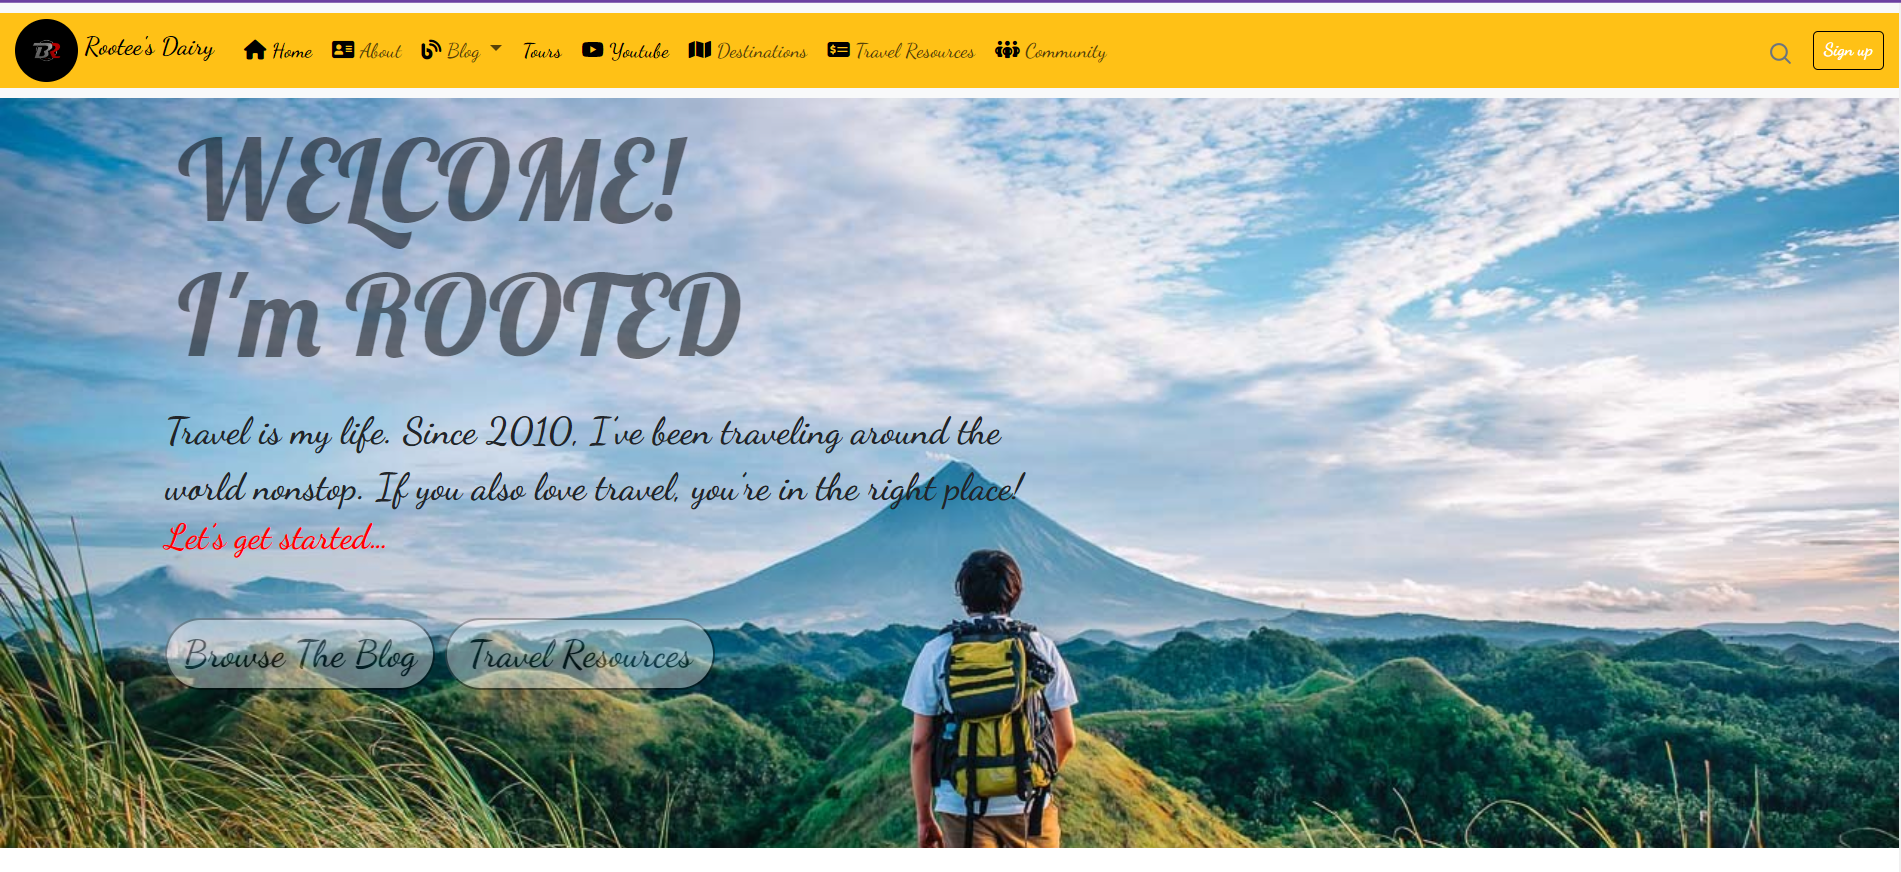 Rootee's Dairy Home About Blog Tours Youtube Destinations Travel Resources Community Sign up
WELCOME!
I'm ROOTED
Travel is my life. Since 2010, I've been traveling around the
world nonstop. If you also love travel, you're in the right place!
Let's get started...
Browse The Blog Travel Resources